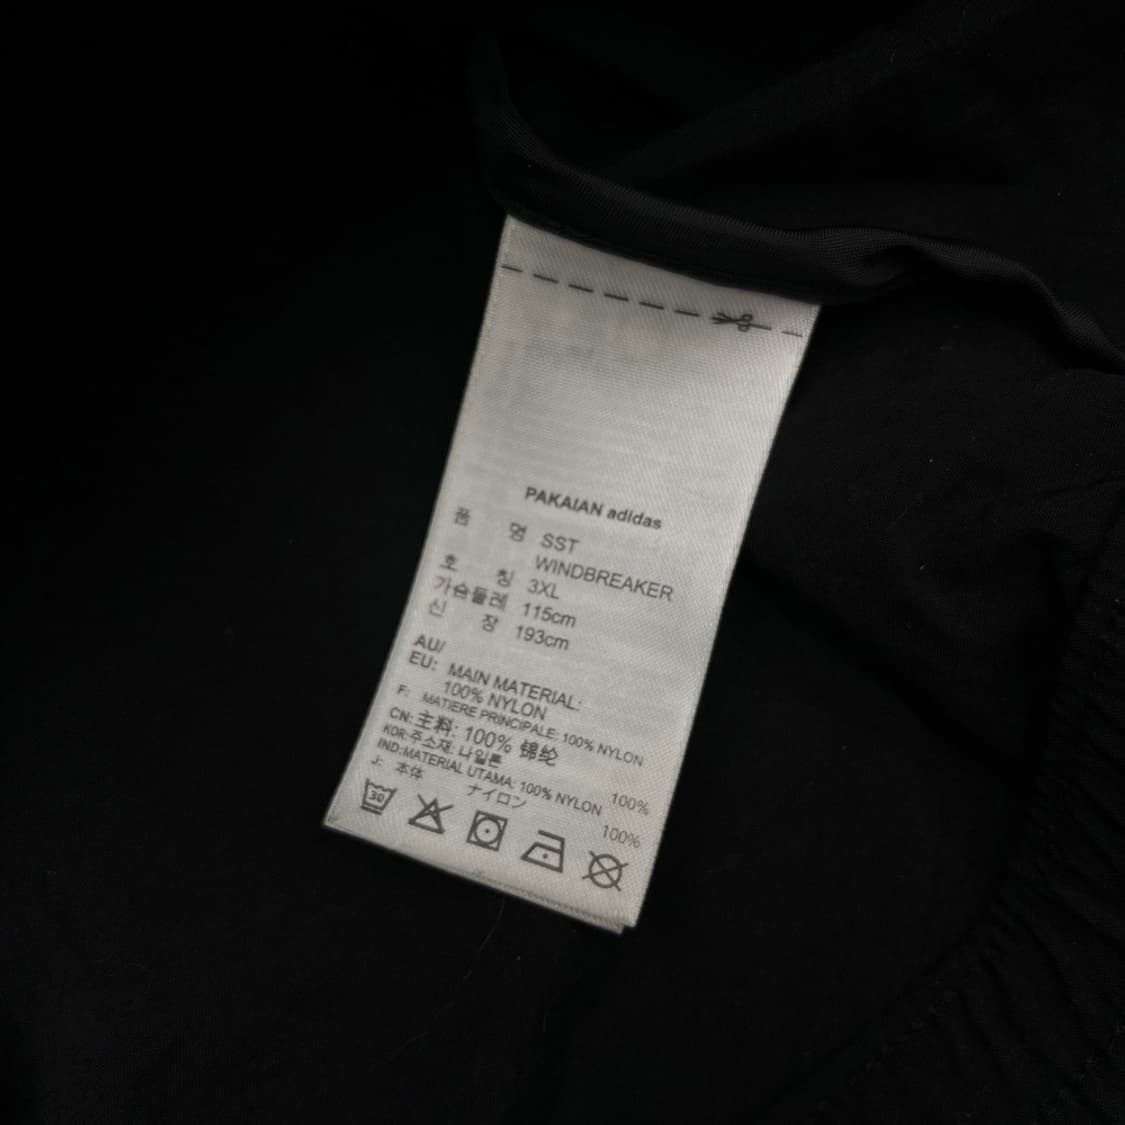 PAKAIAN adidas
품 명 SST
WINDBREAKER
호 칭 3XL
가슴둘레 115cm
신 장 193cm
AU/
EU: MAIN MATERIAL:
100% NYLON
F: MATIERE PRINCIPALE: 100% NYLON
CN:主料: 100% 锦纶
KOR:주소재: 나일론 100%
IND:MATERIAL UTAMA: 100% NYLON
J: 本体 ナイロン 100%
30